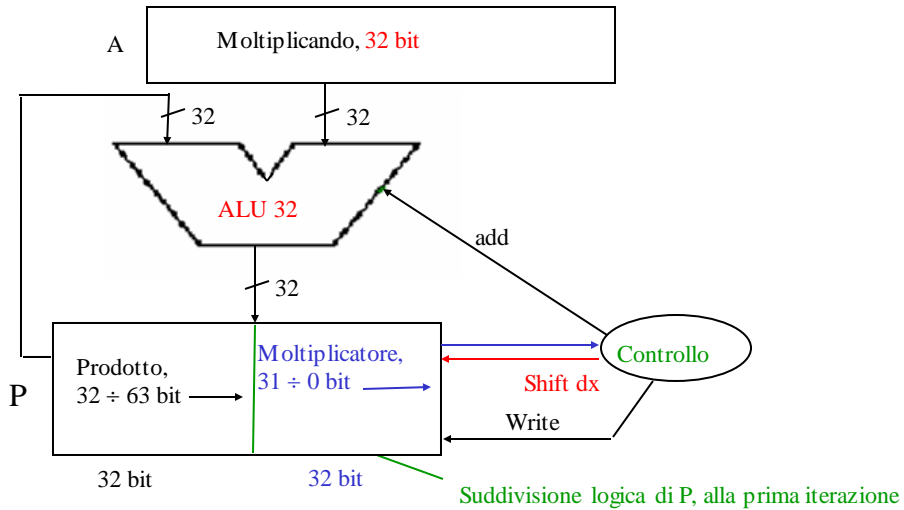 A
Moltiplicando, 32 bit
32
32
ALU 32
add
32
P
Prodotto,
32 ÷ 63 bit
Moltiplicatore,
31 ÷ 0 bit
Controllo
Shift dx
Write
32 bit
32 bit
Suddivisione logica di P, alla prima iterazione